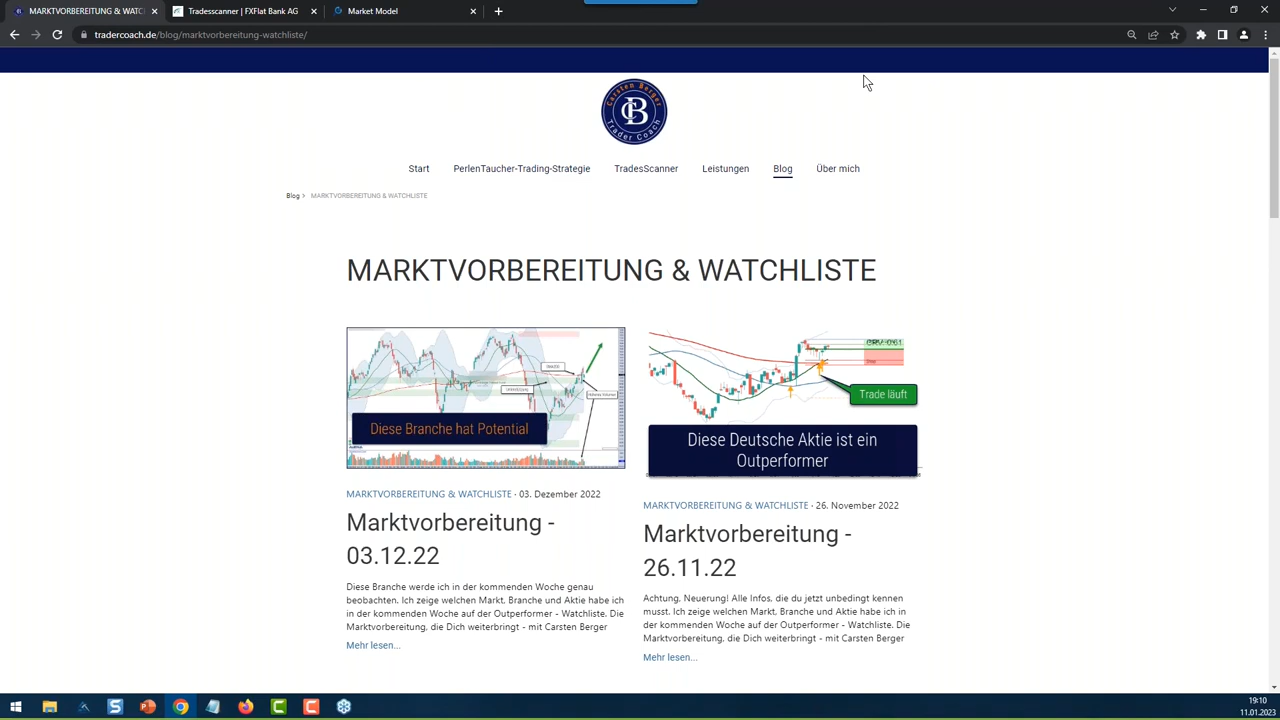 MARKTVORBEREITUNG & WATCH
Tradesscanner | FXFlat Bank AG
Market Model
tradercoach.de/blog/marktvorbereitung-watchliste/
Carsten Berger
CB
Trader Coach
Start PerlenTaucher-Trading-Strategie TradesScanner Leistungen Blog Über mich
Blog > MARKTVORBEREITUNG & WATCHLISTE
MARKTVORBEREITUNG & WATCHLISTE
Diese Branche hat Potential
MARKTVORBEREITUNG & WATCHLISTE · 03. Dezember 2022
Marktvorbereitung -
03.12.22
Diese Branche werde ich in der kommenden Woche genau
beobachten. Ich zeige welchen Markt, Branche und Aktie habe ich
in der kommenden Woche auf der Outperformer - Watchliste. Die
Marktvorbereitung, die Dich weiterbringt - mit Carsten Berger
Mehr lesen...
Trade läuft
Diese Deutsche Aktie ist ein
Outperformer
MARKTVORBEREITUNG & WATCHLISTE · 26. November 2022
Marktvorbereitung -
26.11.22
Achtung, Neuerung! Alle Infos, die du jetzt unbedingt kennen
musst. Ich zeige welchen Markt, Branche und Aktie habe ich
in der kommenden Woche auf der Outperformer - Watchliste. Die
Marktvorbereitung, die Dich weiterbringt - mit Carsten Berger
Mehr lesen...
19:10
11.01.2023